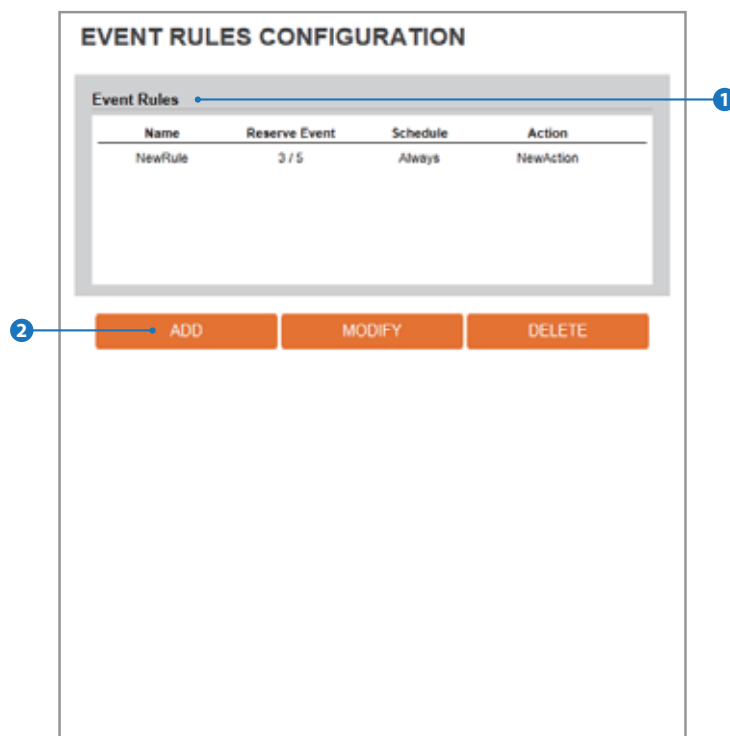 EVENT RULES CONFIGURATION
Event Rules
1
Name Reserve Event Schedule Action
NewRule 3 / 5 Always NewAction
2
ADD MODIFY DELETE